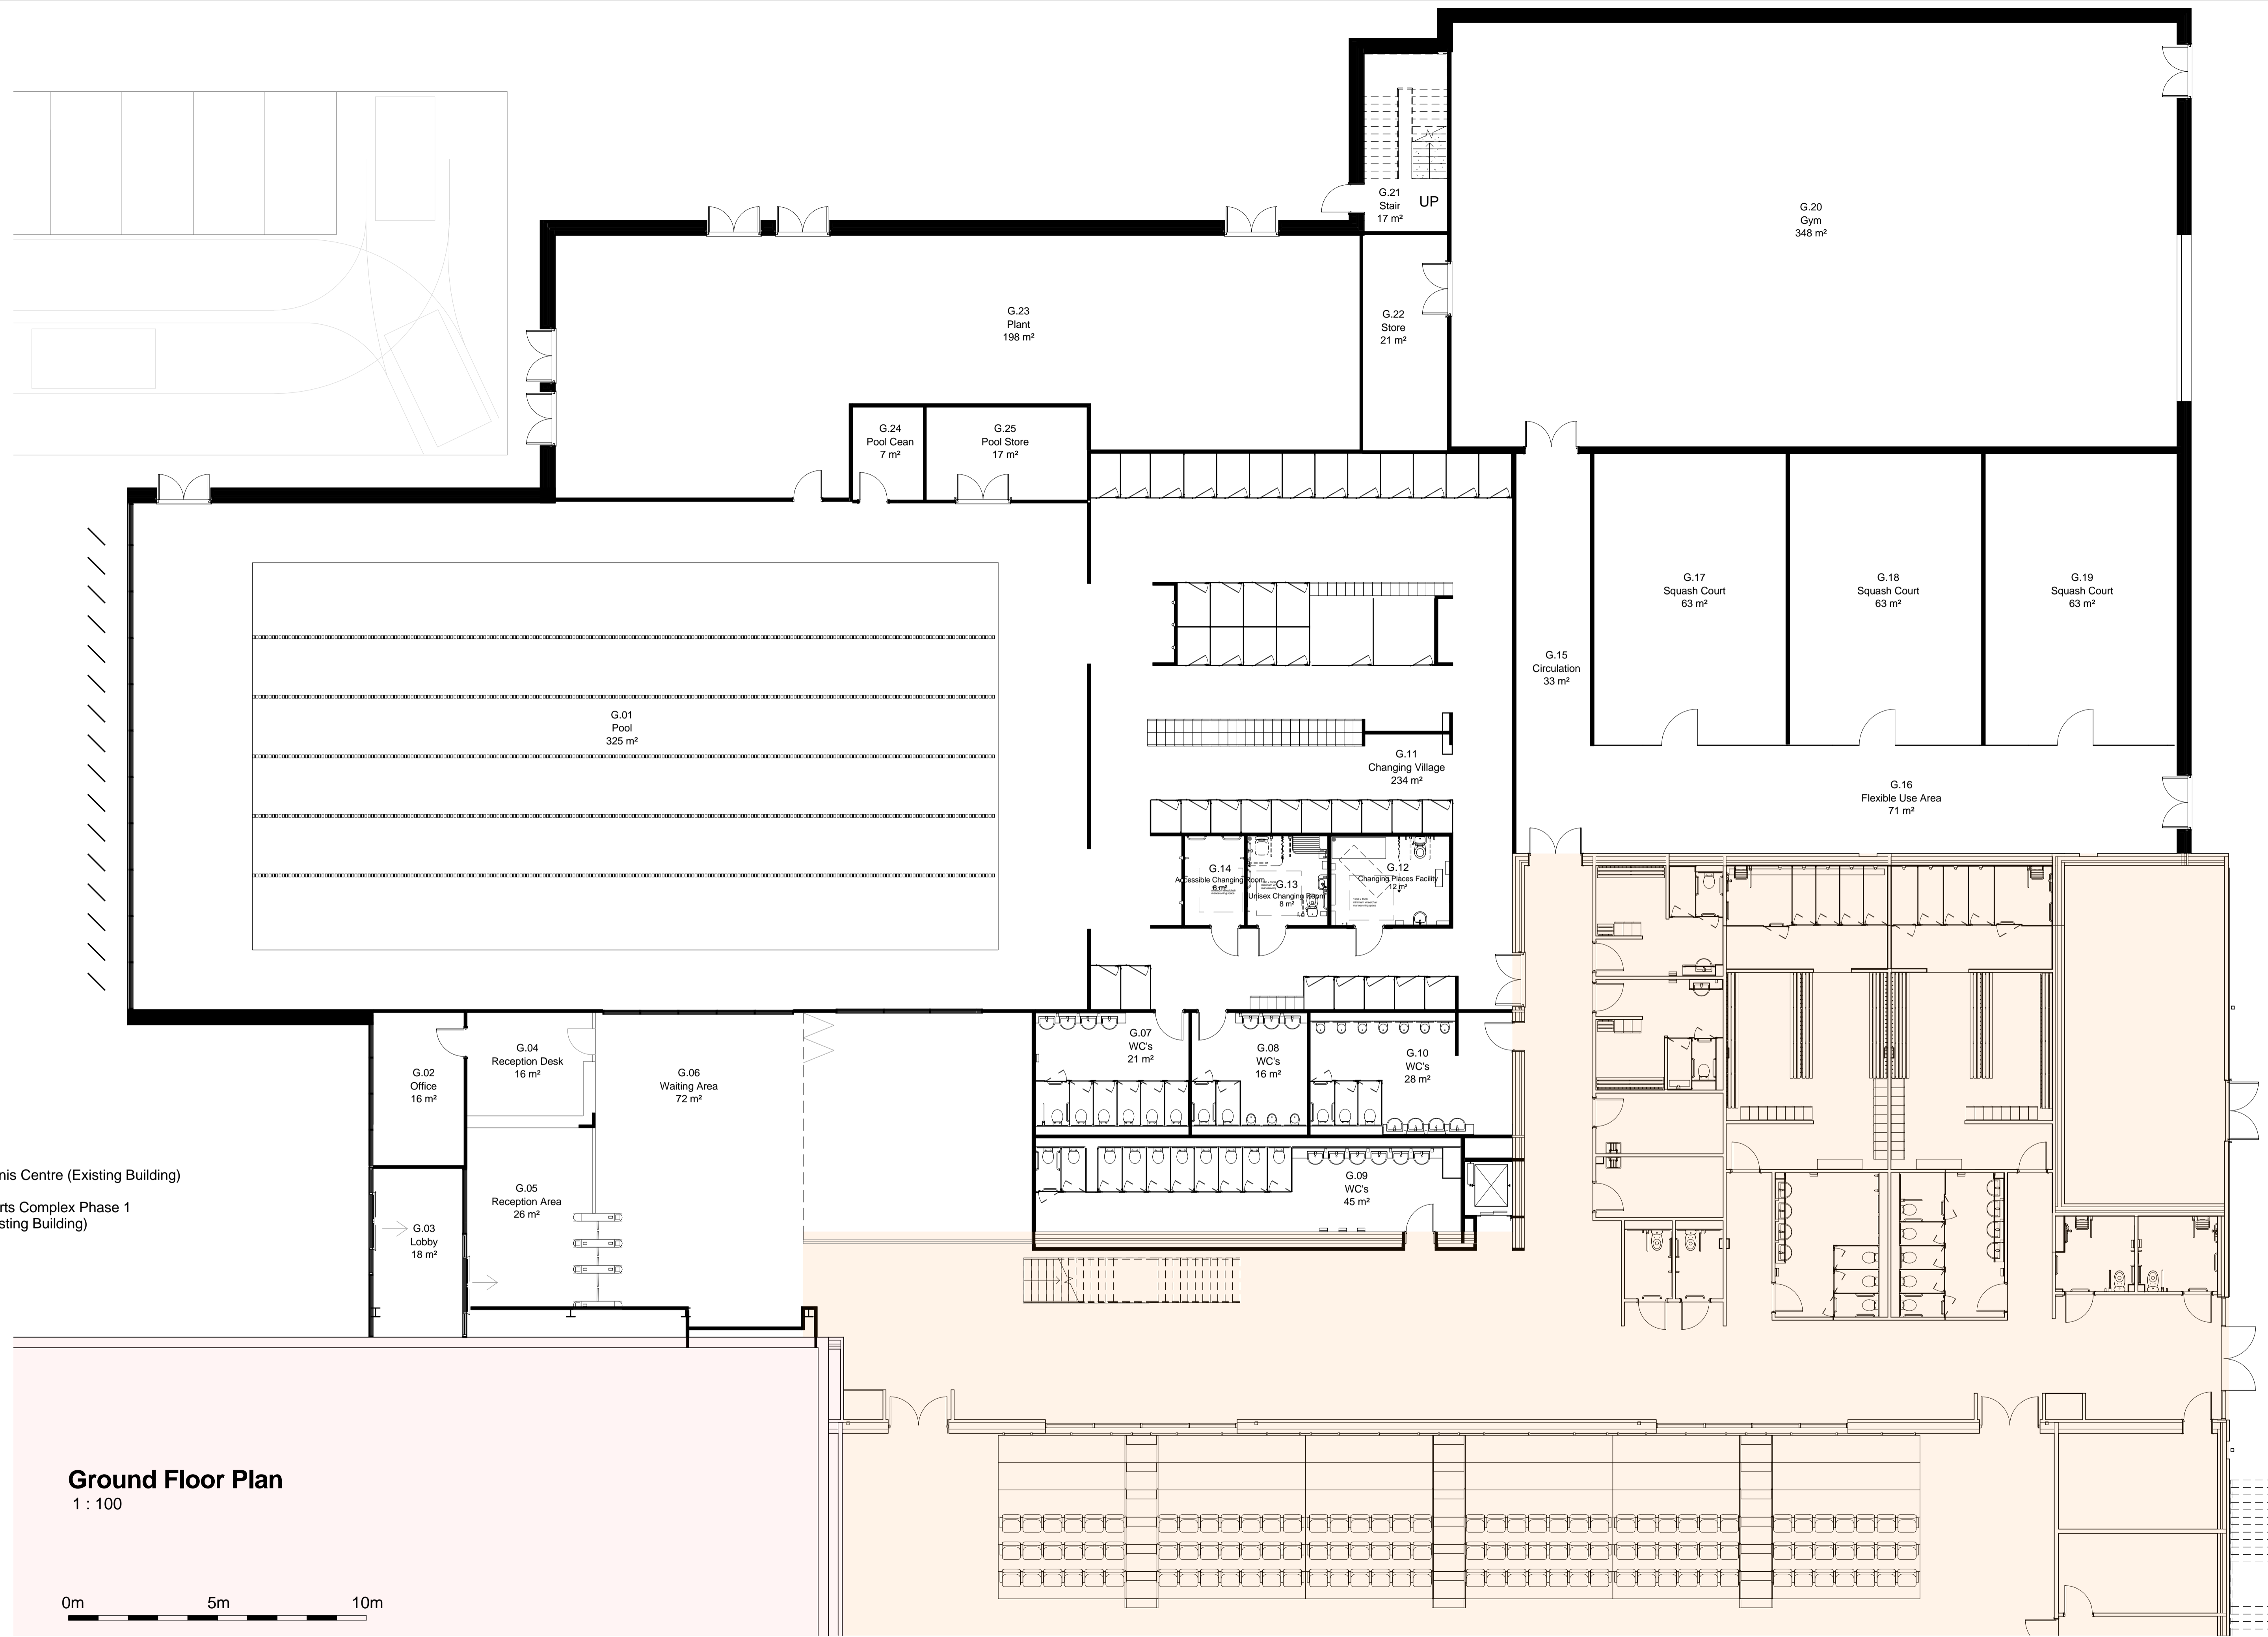 G.21
Stair
17 m²
UP
G.20
Gym
348 m²
G.23
Plant
198 m²
G.22
Store
21 m²
G.24
Pool Cean
7 m²
G.25
Pool Store
17 m²
G.17
Squash Court
63 m²
G.18
Squash Court
63 m²
G.19
Squash Court
63 m²
G.15
Circulation
33 m²
G.01
Pool
325 m²
G.11
Changing Village
234 m²
G.16
Flexible Use Area
71 m²
G.14
Accessible Changing Room
6 m²
G.13
Unisex Changing Room
8 m²
G.12
Changing Places Facility
12 m²
G.02
Office
16 m²
G.04
Reception Desk
16 m²
G.06
Waiting Area
72 m²
G.07
WC's
21 m²
G.08
WC's
16 m²
G.10
WC's
28 m²
G.09
WC's
45 m²
G.05
Reception Area
26 m²
G.03
Lobby
18 m²
nis Centre (Existing Building)
rts Complex Phase 1
sting Building)
Ground Floor Plan
1 : 100
0m 5m 10m